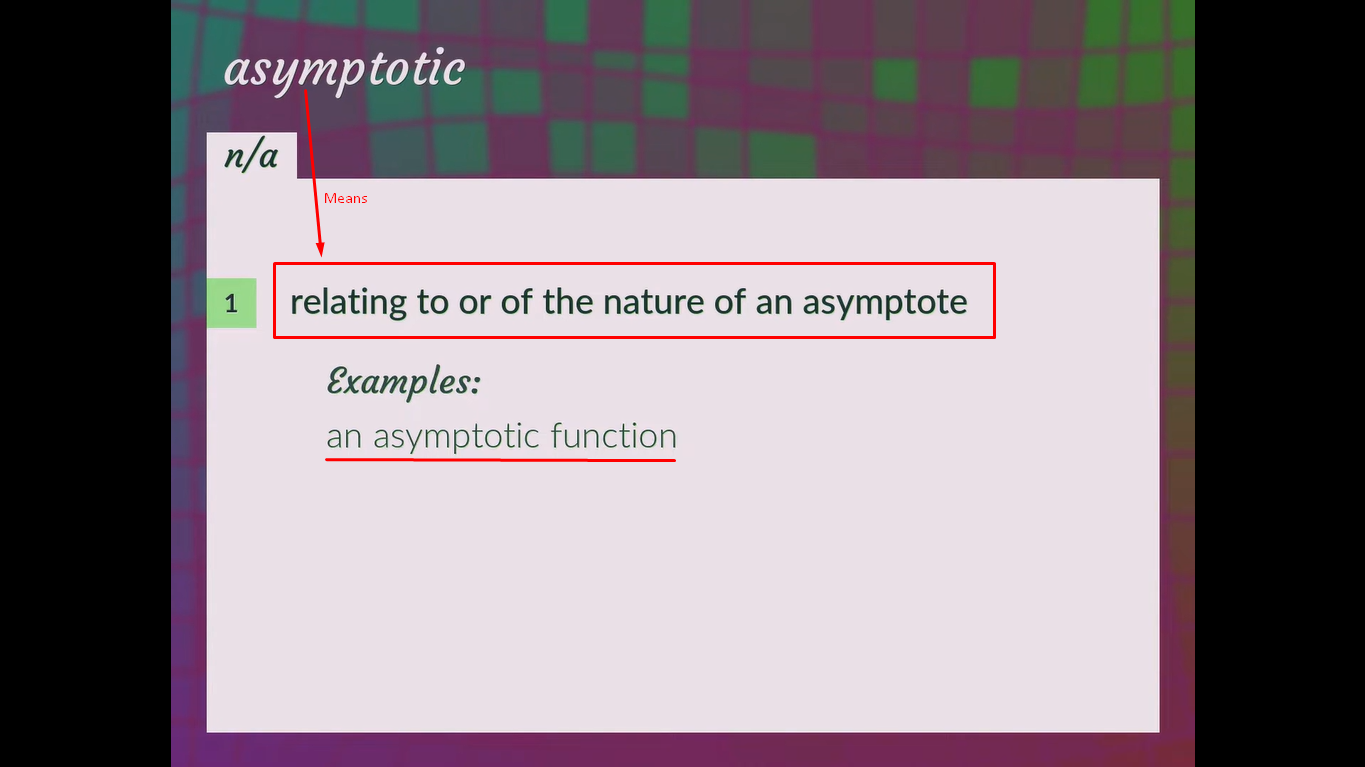 asymptotic
n/a
Means
1 relating to or of the nature of an asymptote
Examples:
an asymptotic function